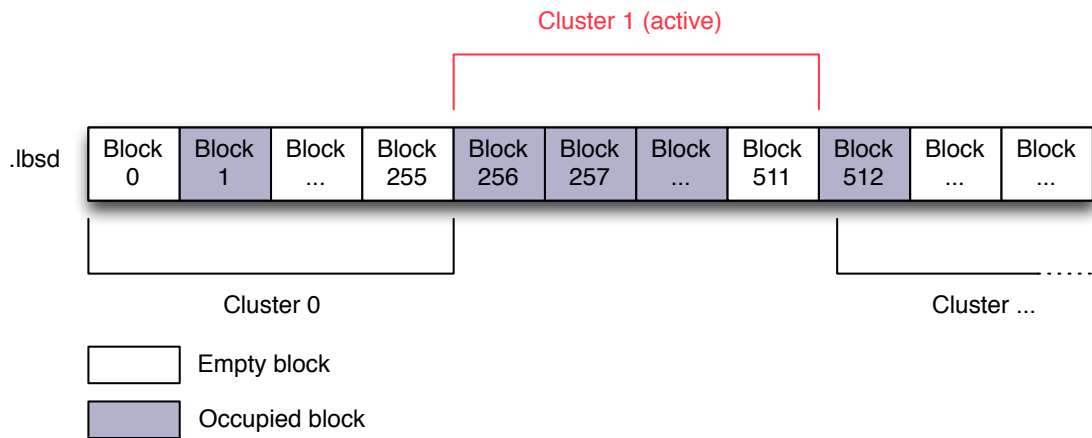 Cluster 1 (active)
.lbsd
Block 0
Block 1
Block ...
Block 255
Block 256
Block 257
Block ...
Block 511
Block 512
Block ...
Block ...
Cluster 0
Cluster ...
Empty block
Occupied block